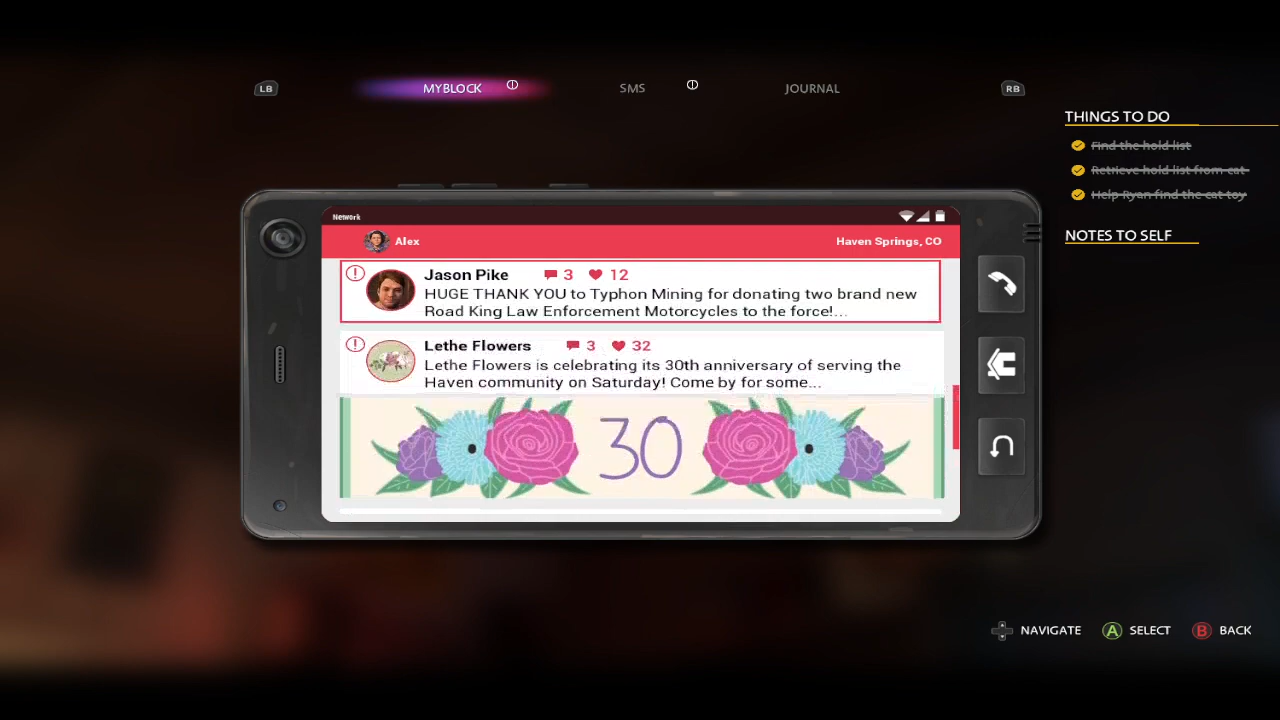 LB
MYBLOCK
SMS
JOURNAL
RB
THINGS TO DO
Find the hold list
Retrieve hold list from cat
Help Ryan find the cat toy
NOTES TO SELF
Network
Alex
Haven Springs, CO
Jason Pike 3 12
HUGE THANK YOU to Typhon Mining for donating two brand new
Road King Law Enforcement Motorcycles to the force!...
Lethe Flowers 3 32
Lethe Flowers is celebrating its 30th anniversary of serving the
Haven community on Saturday! Come by for some...
30
NAVIGATE
A SELECT
B BACK